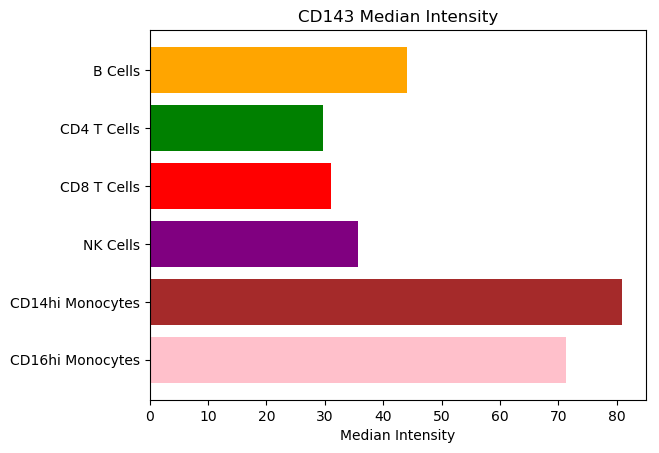 CD143 Median Intensity
B Cells
CD4 T Cells
CD8 T Cells
NK Cells
CD14hi Monocytes
CD16hi Monocytes
0 10 20 30 40 50 60 70 80
Median Intensity